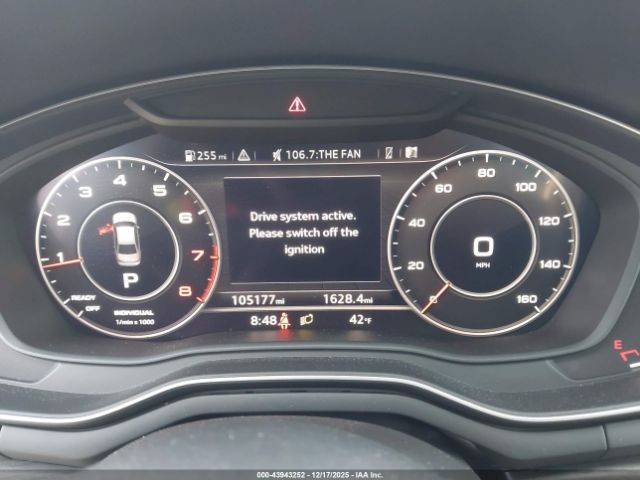 255 mi
106.7:THE FAN
3 4 5
2 6
1 7
8
READY
OFF
P
INDIVIDUAL
1/min x 1000
Drive system active.
Please switch off the
ignition
105177mi 1628.4mi
8:48
42°F
80
60 100
40 120
20 140
0 160
0
MPH
E
000-43943252 - 12/17/2025 - IAA Inc.